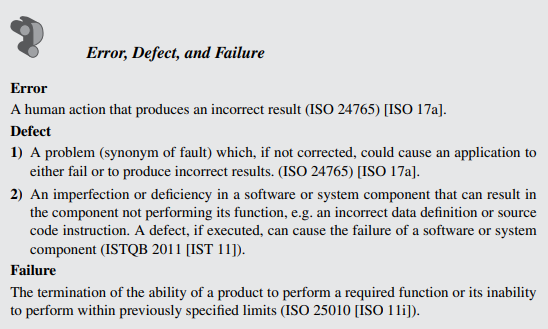 Error, Defect, and Failure
Error
A human action that produces an incorrect result (ISO 24765) [ISO 17a].
Defect
1) A problem (synonym of fault) which, if not corrected, could cause an application to
either fail or to produce incorrect results. (ISO 24765) [ISO 17a].
2) An imperfection or deficiency in a software or system component that can result in
the component not performing its function, e.g. an incorrect data definition or source
code instruction. A defect, if executed, can cause the failure of a software or system
component (ISTQB 2011 [IST 11]).
Failure
The termination of the ability of a product to perform a required function or its inability
to perform within previously specified limits (ISO 25010 [ISO 11i]).